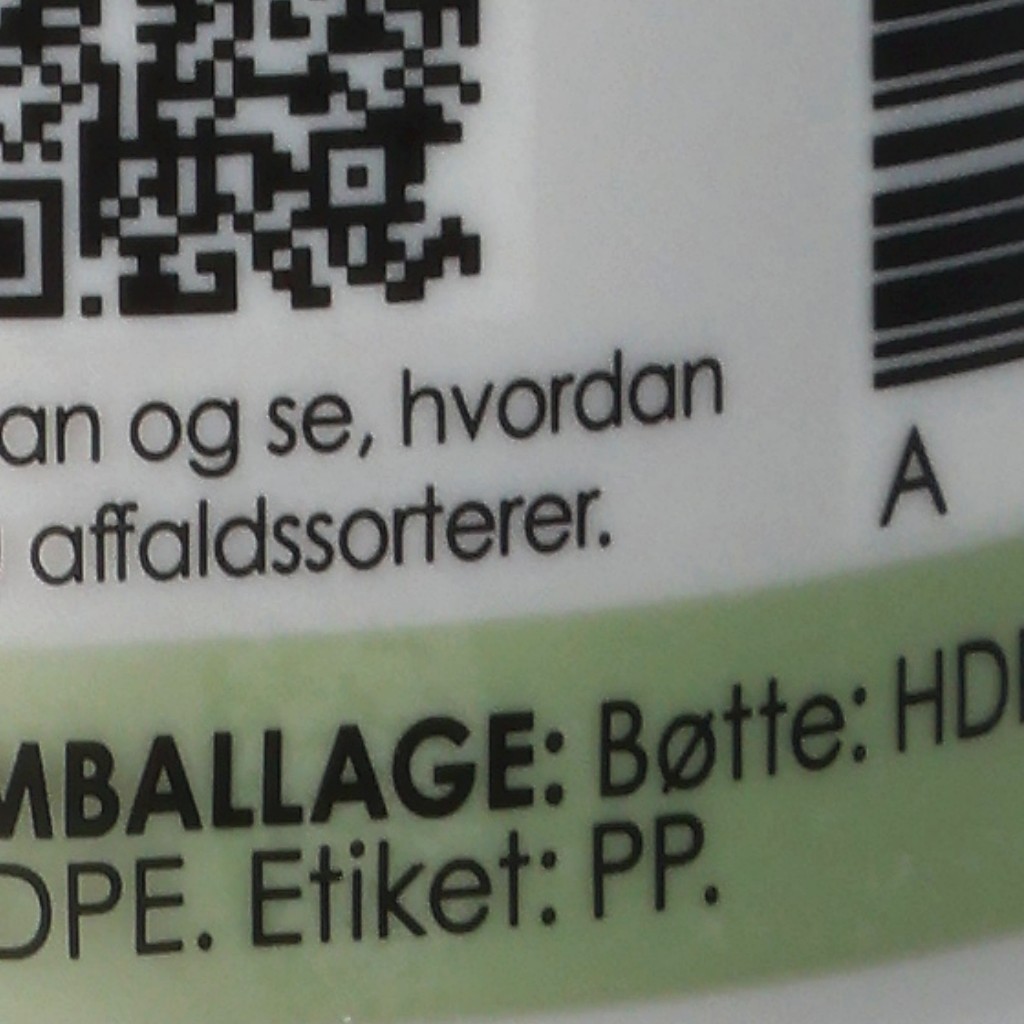 an og se, hvordan
affaldssorterer.
A
MBALLAGE: Bøtte: HD
DPE. Etiket: PP.